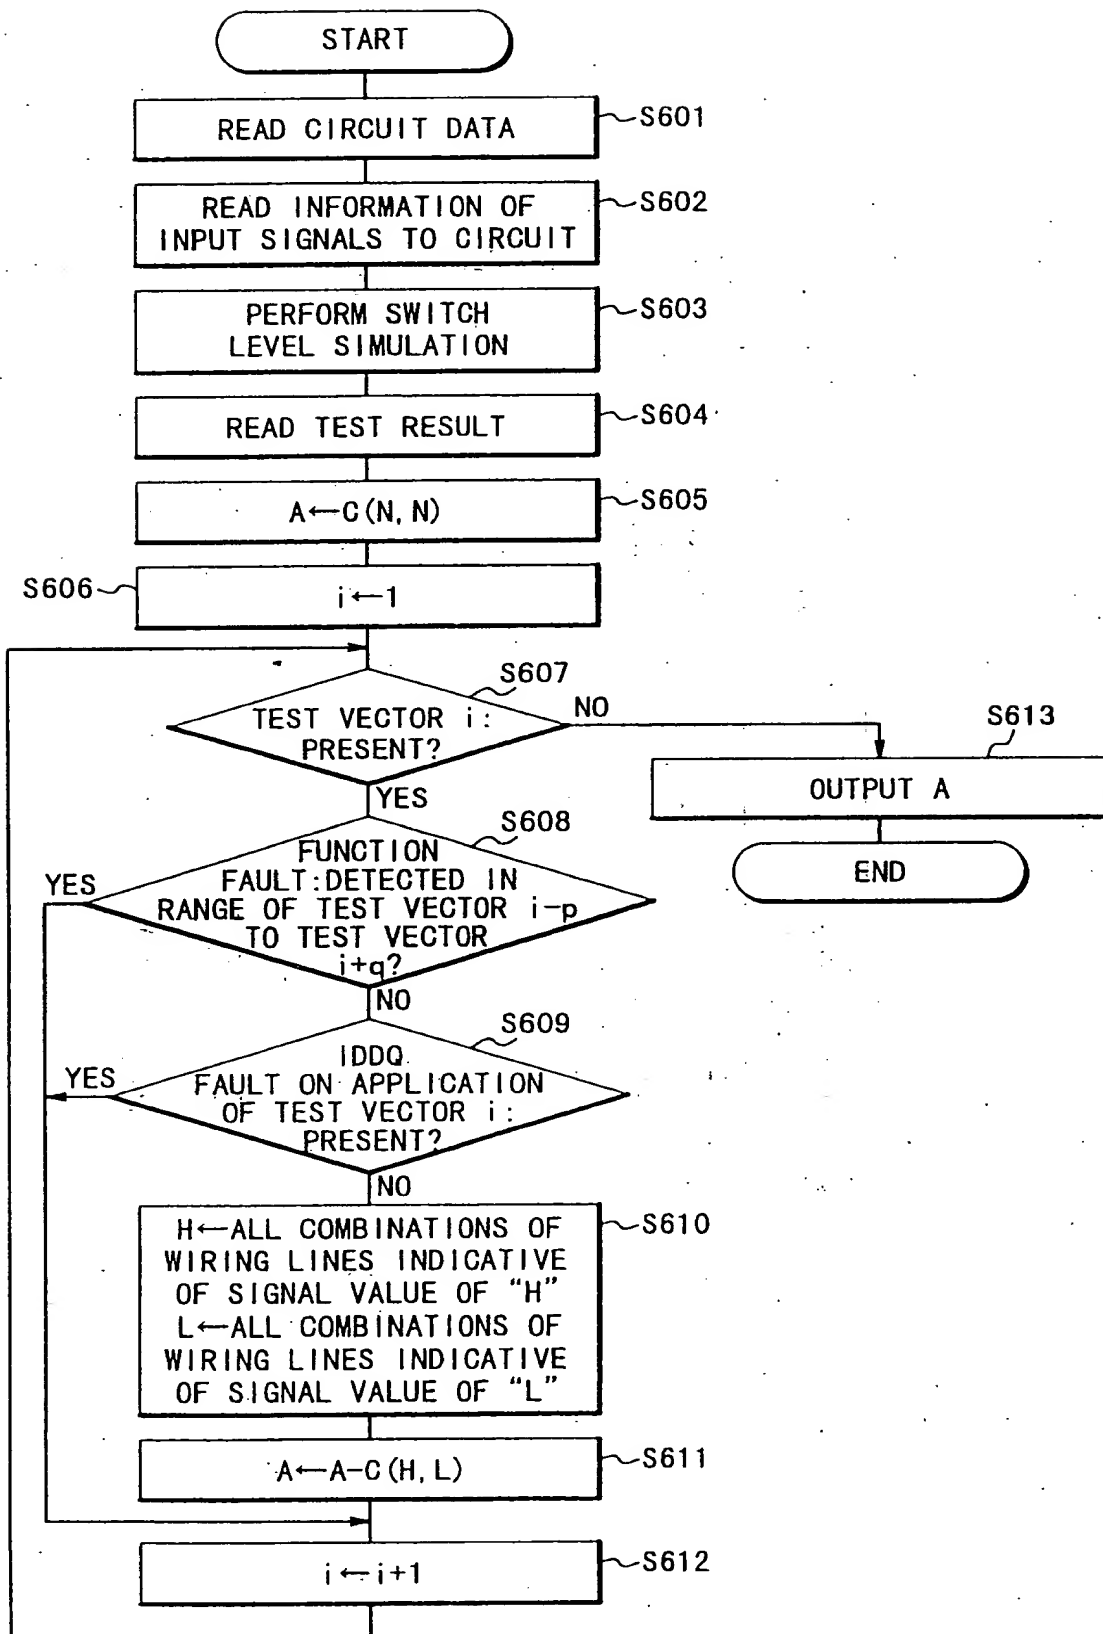 START
READ CIRCUIT DATA
S601
READ INFORMATION OF
INPUT SIGNALS TO CIRCUIT
S602
PERFORM SWITCH
LEVEL SIMULATION
S603
READ TEST RESULT
S604
A←C(N, N)
S605
S606
i←1
S607
TEST VECTOR i:
PRESENT?
NO
YES
S613
OUTPUT A
END
S608
FUNCTION
FAULT:DETECTED IN
RANGE OF TEST VECTOR i-p
TO TEST VECTOR
i+q?
YES
NO
S609
IDDQ
FAULT ON APPLICATION
OF TEST VECTOR i:
PRESENT?
YES
NO
H←ALL COMBINATIONS OF
WIRING LINES INDICATIVE
OF SIGNAL VALUE OF “H”
L←ALL COMBINATIONS OF
WIRING LINES INDICATIVE
OF SIGNAL VALUE OF “L”
S610
A←A-C(H, L)
S611
i←i+1
S612